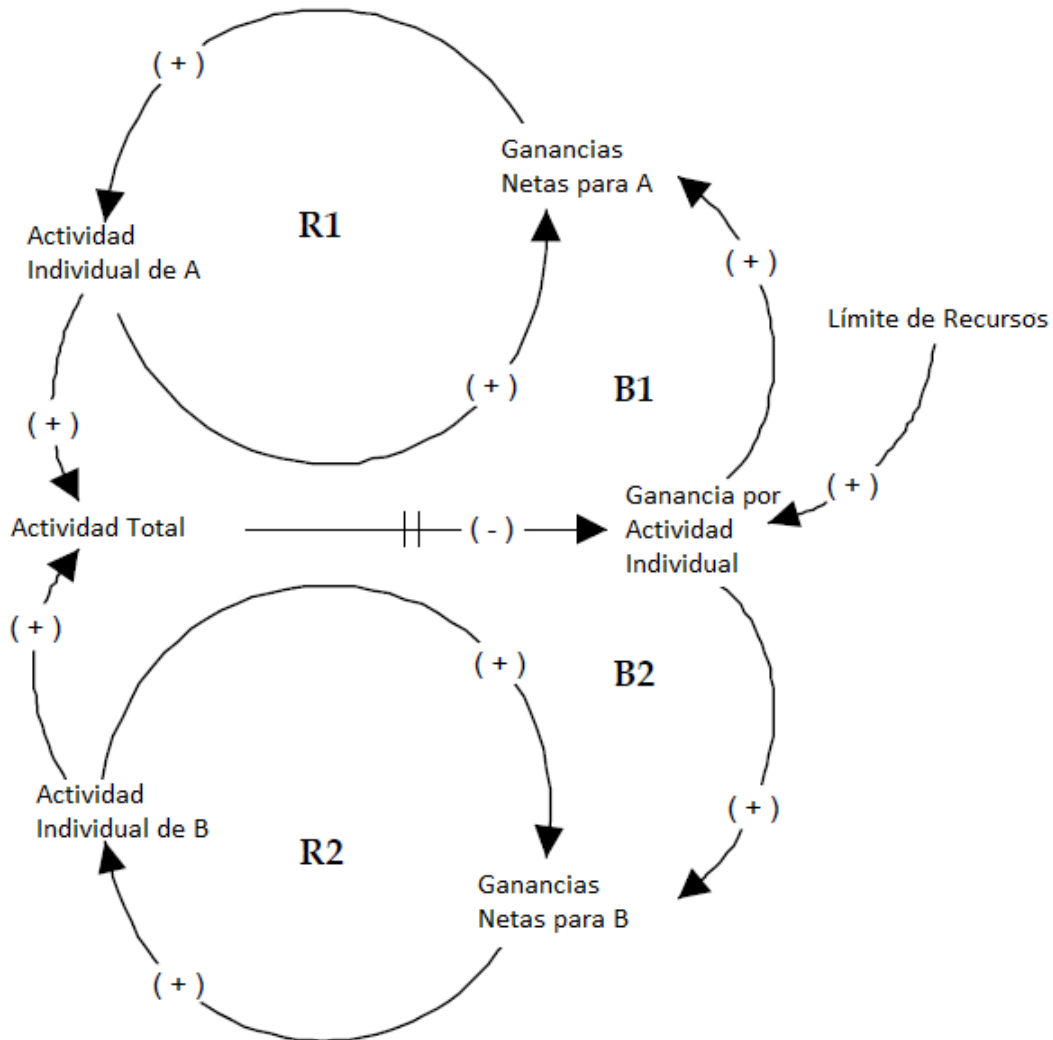 ( + )
Ganancias
Netas para A
R1
Actividad
Individual de A
( + )
Límite de Recursos
( + )
B1
( + )
( + )
Ganancia por
Actividad
Individual
Actividad Total
( - )
( + )
( + )
B2
Actividad
Individual de B
( + )
R2
Ganancias
Netas para B
( + )